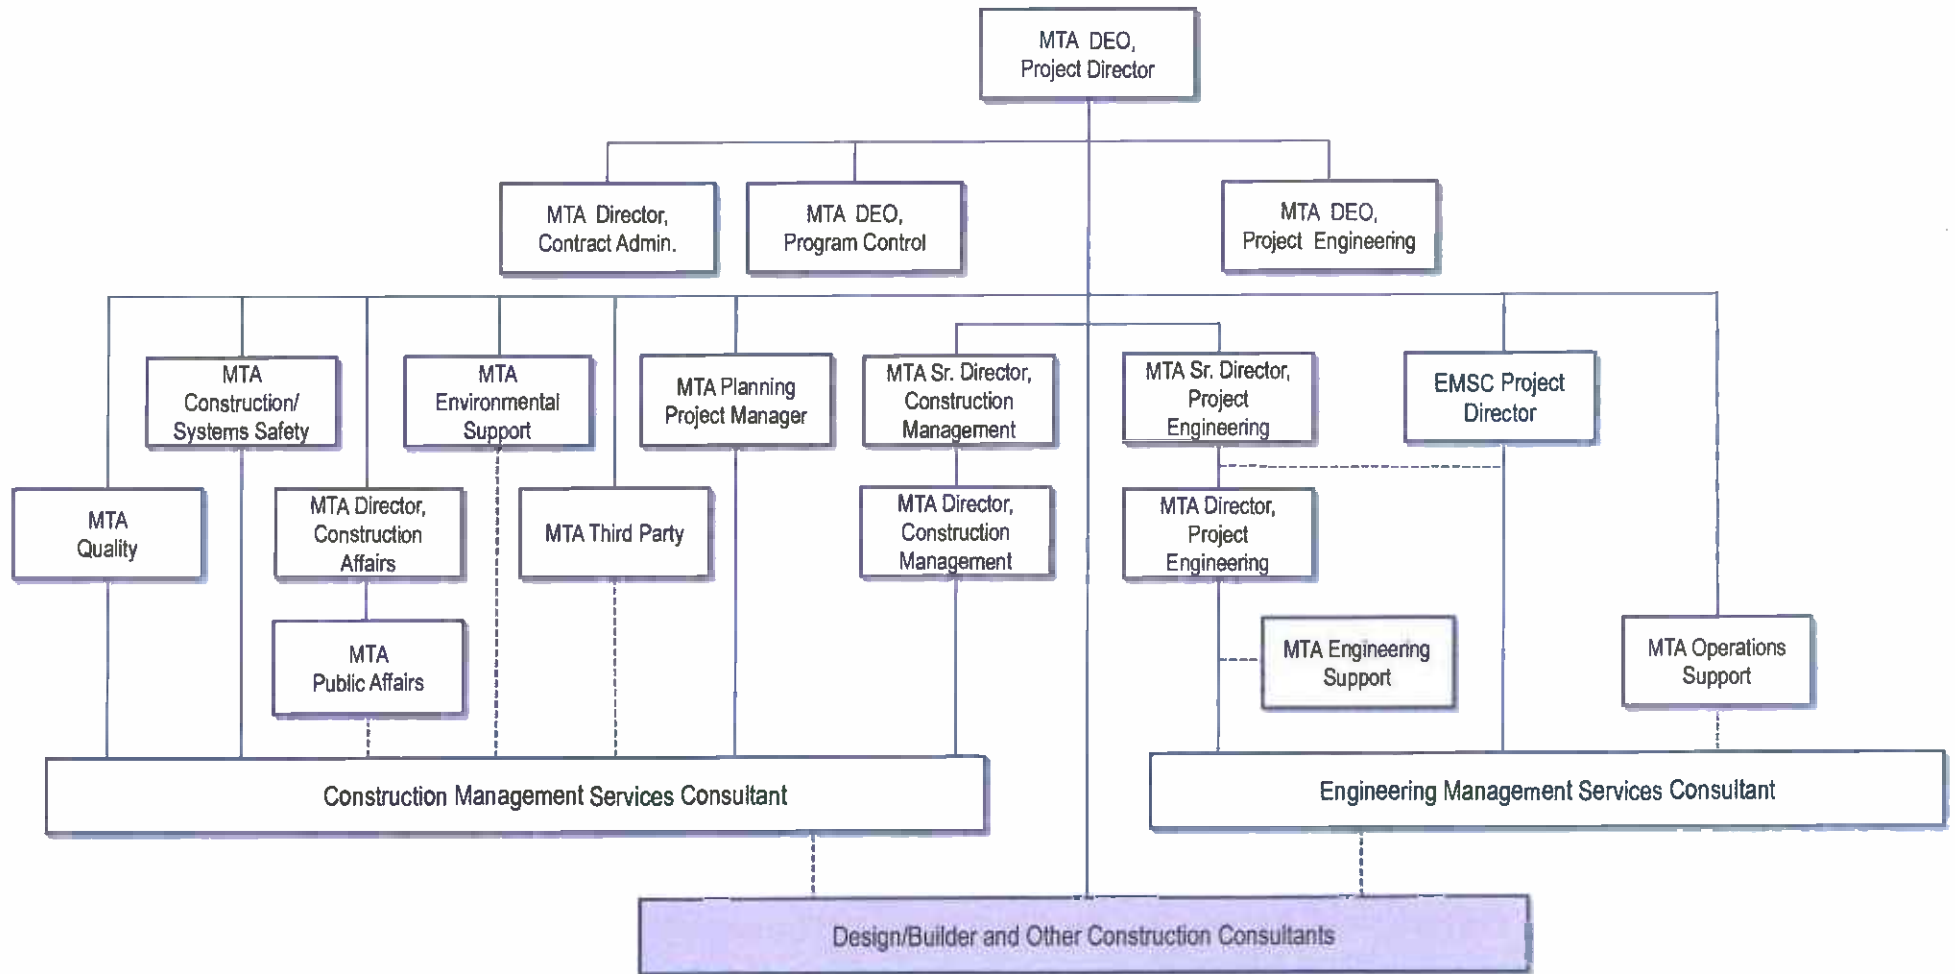 MTA DEO,
Project Director
MTA Director,
Contract Admin.
MTA DEO,
Program Control
MTA DEO,
Project Engineering
MTA
Construction/
Systems Safety
MTA
Environmental
Support
MTA Planning
Project Manager
MTA Sr. Director,
Construction
Management
MTA Sr. Director,
Project
Engineering
EMSC Project
Director
MTA
Quality
MTA Director,
Construction
Affairs
MTA Third Party
MTA Director,
Construction
Management
MTA Director,
Project
Engineering
MTA
Public Affairs
MTA Engineering
Support
MTA Operations
Support
Construction Management Services Consultant
Engineering Management Services Consultant
Design/Builder and Other Construction Consultants